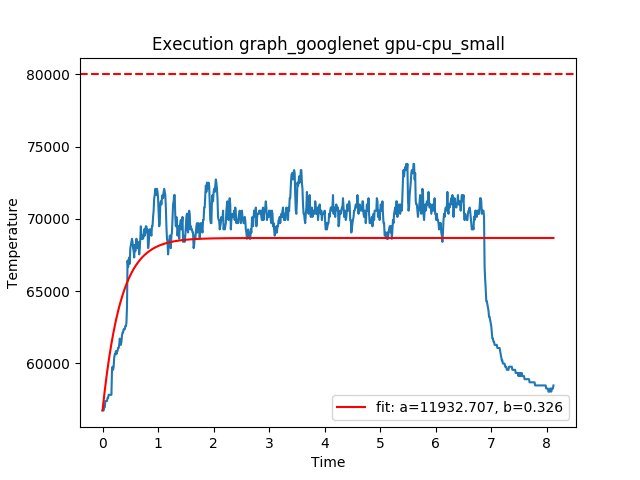 Execution graph_googlenet gpu-cpu_small
80000
75000
70000
65000
60000
Temperature
fit: a=11932.707, b=0.326
0 1 2 3 4 5 6 7 8
Time